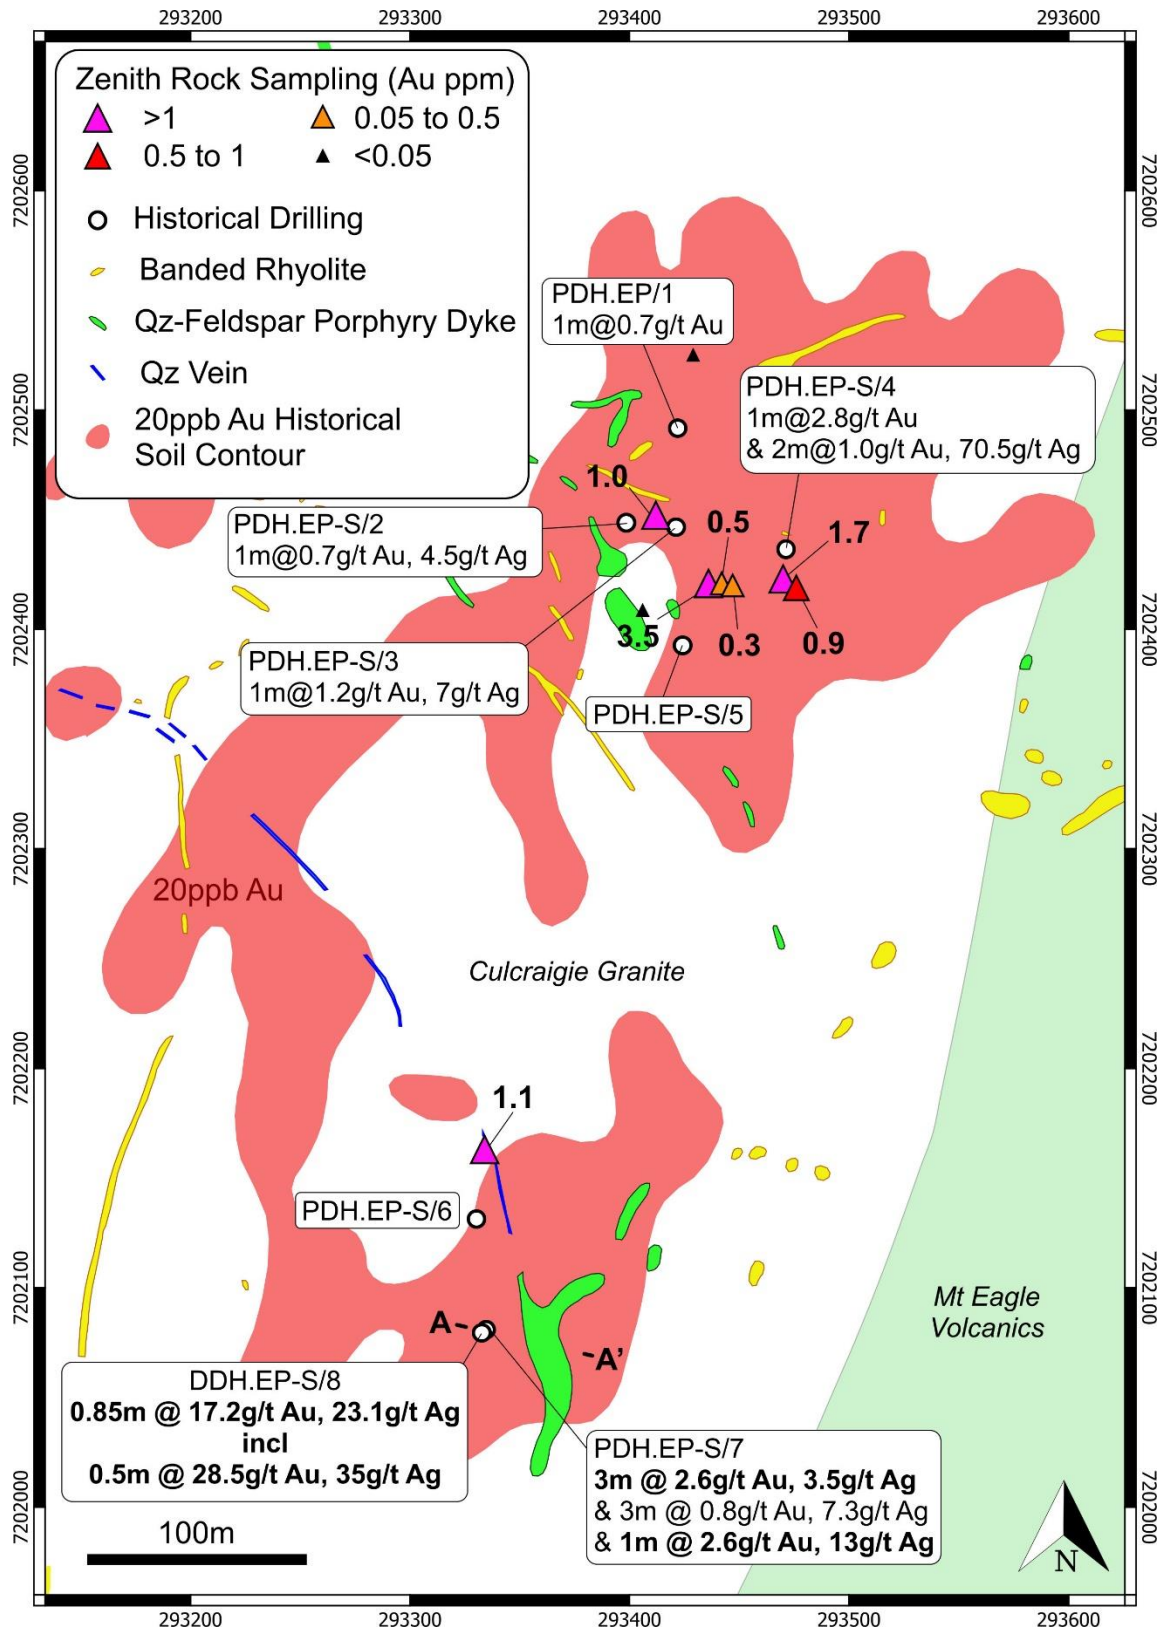 293200 293300 293400 293500 293600
Zenith Rock Sampling (Au ppm)
>1 0.05 to 0.5
0.5 to 1 <0.05
Historical Drilling
Banded Rhyolite
Qz-Feldspar Porphyry Dyke
Qz Vein
20ppb Au Historical
Soil Contour
7202600
7202500
7202400
7202300
7202200
7202100
7202000
7202600
7202500
7202400
7202300
7202200
7202100
7202000
PDH.EP/1
1m@0.7g/t Au
PDH.EP-S/4
1m@2.8g/t Au
& 2m@1.0g/t Au, 70.5g/t Ag
1.0
PDH.EP-S/2
1m@0.7g/t Au, 4.5g/t Ag
0.5
1.7
3.5
0.3
0.9
PDH.EP-S/3
1m@1.2g/t Au, 7g/t Ag
PDH.EP-S/5
20ppb Au
Culcraigie Granite
1.1
PDH.EP-S/6
Mt Eagle
Volcanics
A
A'
DDH.EP-S/8
0.85m @ 17.2g/t Au, 23.1g/t Ag
incl
0.5m @ 28.5g/t Au, 35g/t Ag
PDH.EP-S/7
3m @ 2.6g/t Au, 3.5g/t Ag
& 3m @ 0.8g/t Au, 7.3g/t Ag
& 1m @ 2.6g/t Au, 13g/t Ag
100m
N
293200 293300 293400 293500 293600